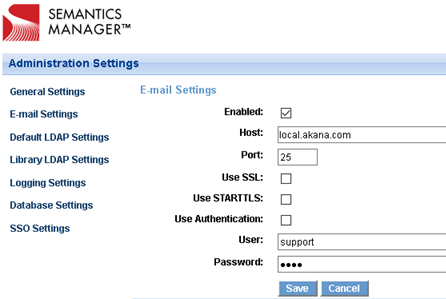 SEMANTICS
MANAGER™
Administration Settings
General Settings
E-mail Settings
Default LDAP Settings
Library LDAP Settings
Logging Settings
Database Settings
SSO Settings
E-mail Settings
Enabled:
Host: local.akana.com
Port: 25
Use SSL:
Use STARTTLS:
Use Authentication:
User: support
Password: ••••
Save Cancel